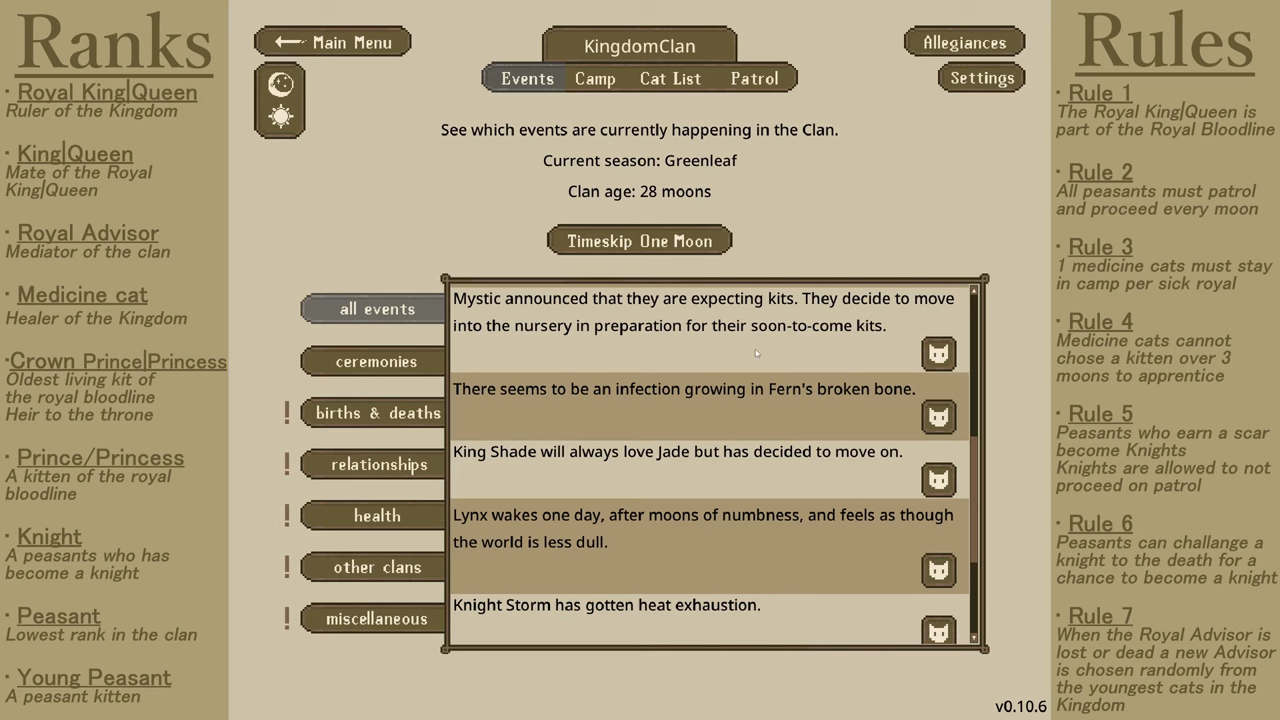 Ranks
· Royal King|Queen
Ruler of the Kingdom
· King|Queen
Mate of the Royal
King|Queen
· Royal Advisor
Mediator of the clan
· Medicine cat
Healer of the Kingdom
·Crown Prince|Princess
Oldest living kit of
the royal bloodline
Heir to the throne
· Prince/Princess
A kitten of the royal
bloodline
· Knight
A peasants who has
become a knight
· Peasant
Lowest rank in the clan
· Young Peasant
A peasant kitten
Main Menu
KingdomClan
Allegiances
Events
Camp
Cat List
Patrol
Settings
See which events are currently happening in the Clan.
Current season: Greenleaf
Clan age: 28 moons
Timeskip One Moon
all events
ceremonies
! births & deaths
! relationships
! health
! other clans
! miscellaneous
Mystic announced that they are expecting kits. They decide to move
into the nursery in preparation for their soon-to-come kits.
There seems to be an infection growing in Fern's broken bone.
King Shade will always love Jade but has decided to move on.
Lynx wakes one day, after moons of numbness, and feels as though
the world is less dull.
Knight Storm has gotten heat exhaustion.
v0.10.6
Rules
· Rule 1
The Royal King|Queen is
part of the Royal Bloodline
· Rule 2
All peasants must patrol
and proceed every moon
· Rule 3
1 medicine cats must stay
in camp per sick royal
· Rule 4
Medicine cats cannot
chose a kitten over 3
moons to apprentice
· Rule 5
Peasants who earn a scar
become Knights
Knights are allowed to not
proceed on patrol
· Rule 6
Peasants can challange a
knight to the death for a
chance to become a knight
· Rule 7
When the Royal Advisor is
lost or dead a new Advisor
is chosen randomly from
the youngest cats in the
Kingdom